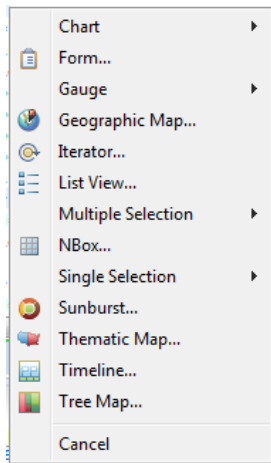 Chart
Form...
Gauge
Geographic Map...
Iterator...
List View...
Multiple Selection
NBox...
Single Selection
Sunburst...
Thematic Map...
Timeline...
Tree Map...
Cancel